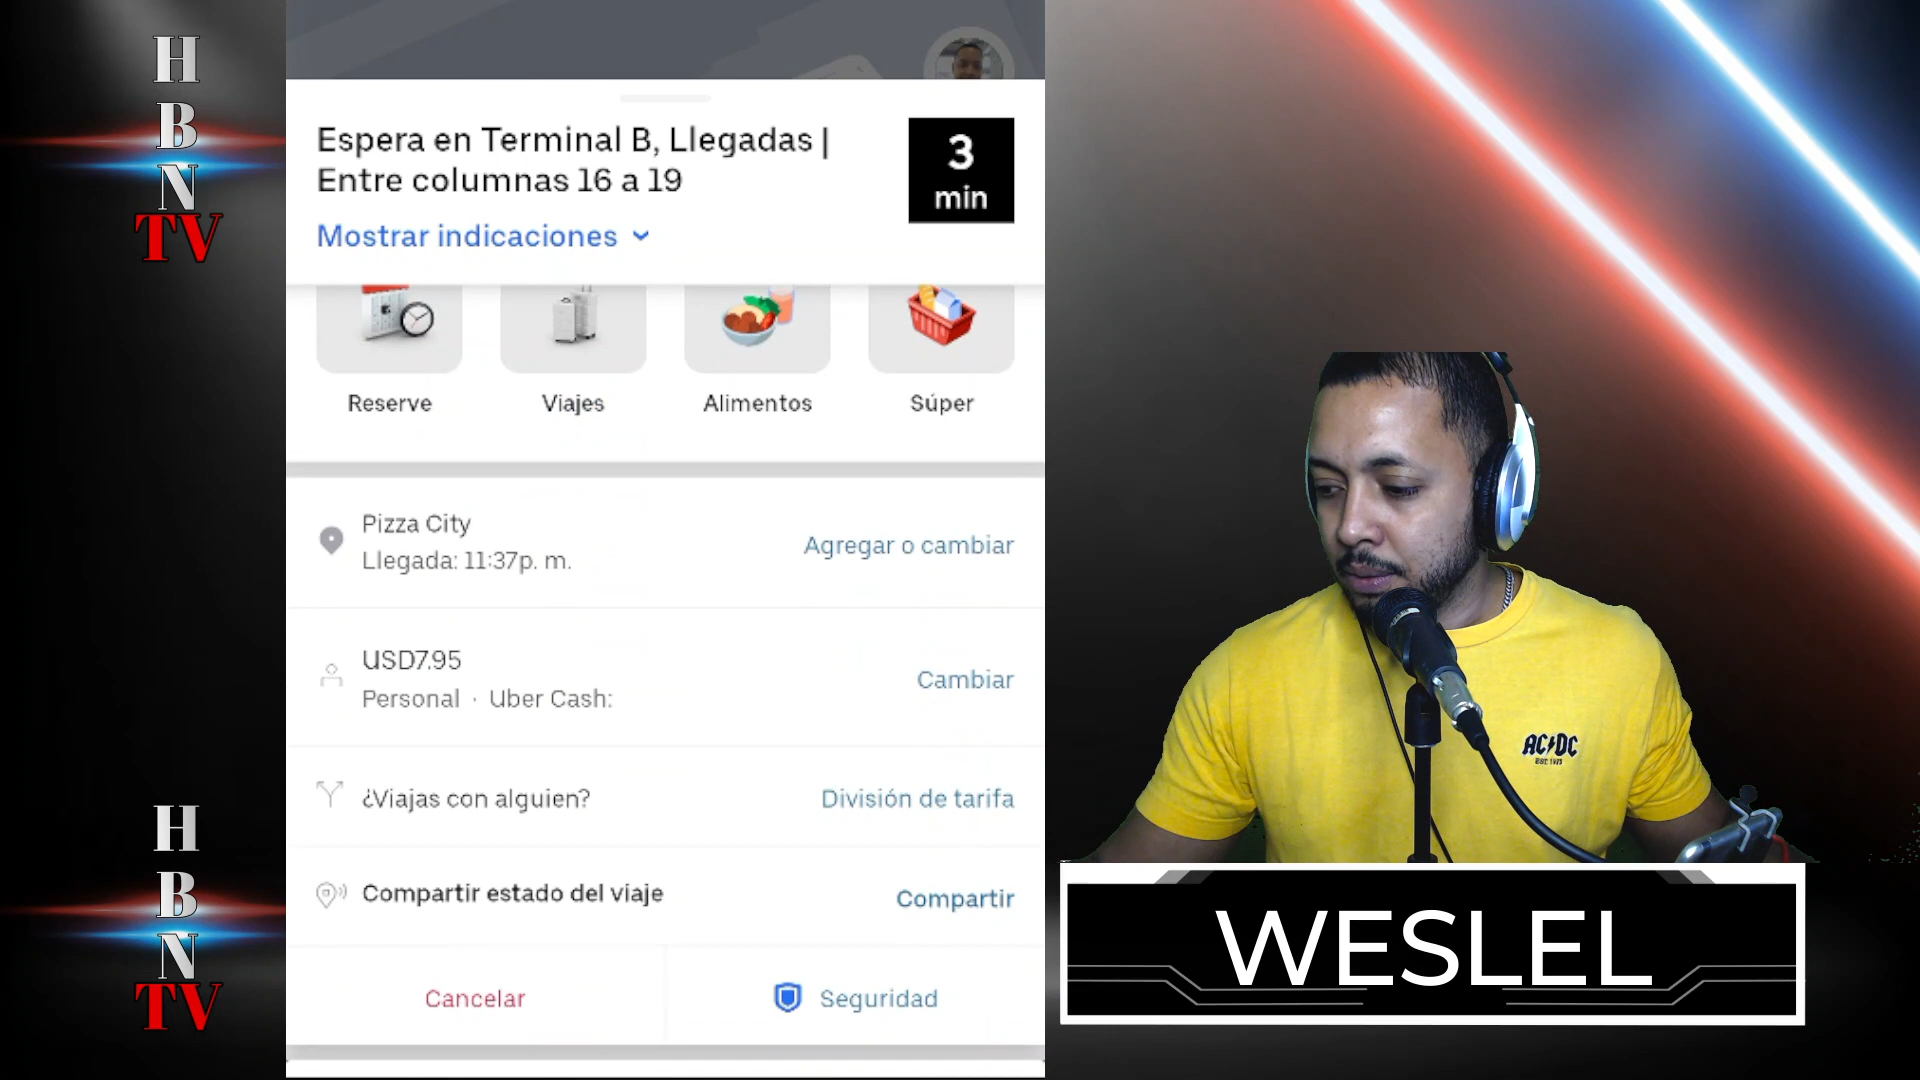 H
B
N
TV
Espera en Terminal B, Llegadas |
Entre columnas 16 a 19
Mostrar indicaciones
3
min
Reserve
Viajes
Alimentos
Súper
Pizza City
Llegada: 11:37p. m.
Agregar o cambiar
USD7.95
Personal · Uber Cash:
Cambiar
¿Viajas con alguien?
División de tarifa
Compartir estado del viaje
Compartir
Cancelar
Seguridad
H
B
N
TV
AC DC
EST. 1973
WESLEL